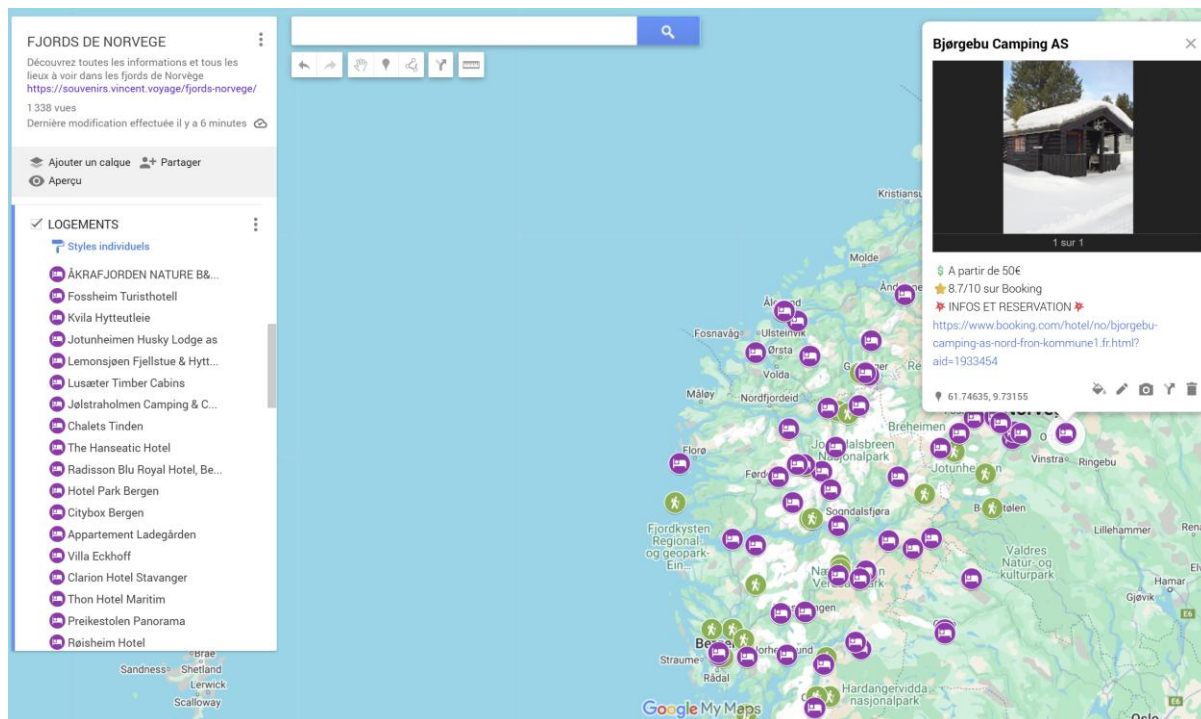 FJORDS DE NORVEGE
Découvrez toutes les informations et tous les
lieux à voir dans les fjords de Norvège
https://souvenirs.vincent.voyage/fjords-norvege/
1 338 vues
Dernière modification effectuée il y a 6 minutes
Ajouter un calque
Partager
Aperçu
LOGEMENTS
Styles individuels
ÅKRAFJORDEN NATURE B&...
Fossheim Turisthotell
Kvila Hytteutleie
Jotunheimen Husky Lodge as
Lemonsjøen Fjellstue & Hytt...
Lusæter Timber Cabins
Jølstraholmen Camping & C...
Chalets Tinden
The Hanseatic Hotel
Radisson Blu Royal Hotel, Be...
Hotel Park Bergen
Citybox Bergen
Appartement Ladegården
Villa Eckhoff
Clarion Hotel Stavanger
Thon Hotel Maritim
Preikestolen Panorama
Røisheim Hotel
Bjørgebu Camping AS
1 sur 1
A partir de 50€
8.7/10 sur Booking
INFOS ET RESERVATION
https://www.booking.com/hotel/no/bjorgebu-
camping-as-nord-fron-kommune1.fr.html?
aid=1933454
61.74635, 9.73155
Molde
Fosnavåg
Ulsteinvik
Ørsta
Volda
Måløy
Nordfjordeid
Breheimen
Florø
Vinstra
Ringebu
Sogndalsfjøra
Fjordkysten
Regional-
og geopark-
Ein...
Lillehammer
Valdres
Natur- og
kulturpark
Hamar
Gjøvik
E6
Straume
Rådal
Hardangervidda
nasjonalpark
Oslo
E6
Brae
Sandness
Shetland
Lerwick
Scalloway
Google My Maps